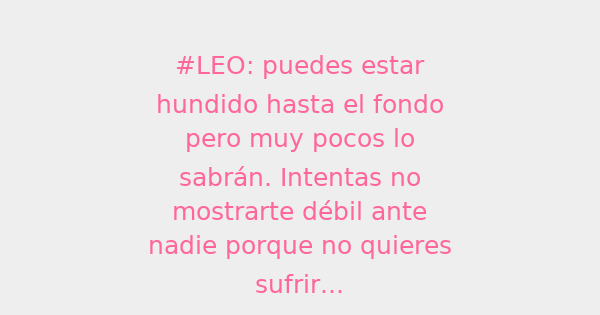 #LEO: puedes estar
hundido hasta el fondo
pero muy pocos lo
sabrán. Intentas no
mostrarte débil ante
nadie porque no quieres
sufrir...